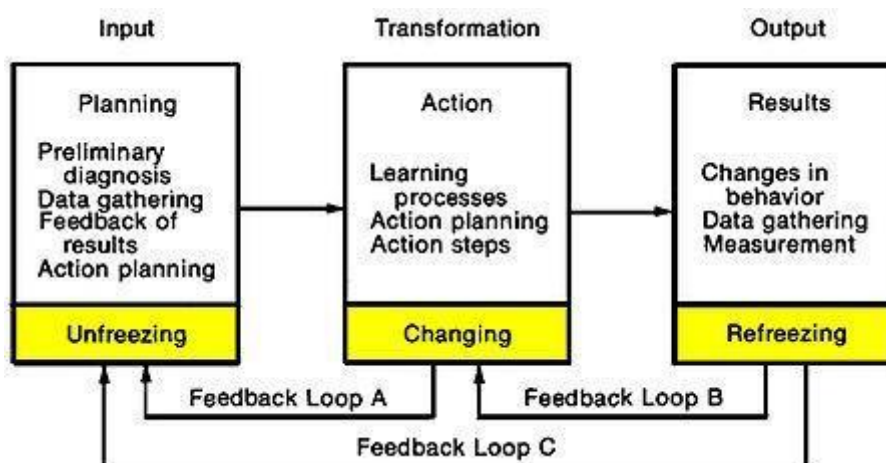 Input
Transformation
Output
Planning
Preliminary
diagnosis
Data gathering
Feedback of
results
Action planning
Unfreezing
Action
Learning
processes
Action planning
Action steps
Changing
Results
Changes in
behavior
Data gathering
Measurement
Refreezing
Feedback Loop A
Feedback Loop B
Feedback Loop C